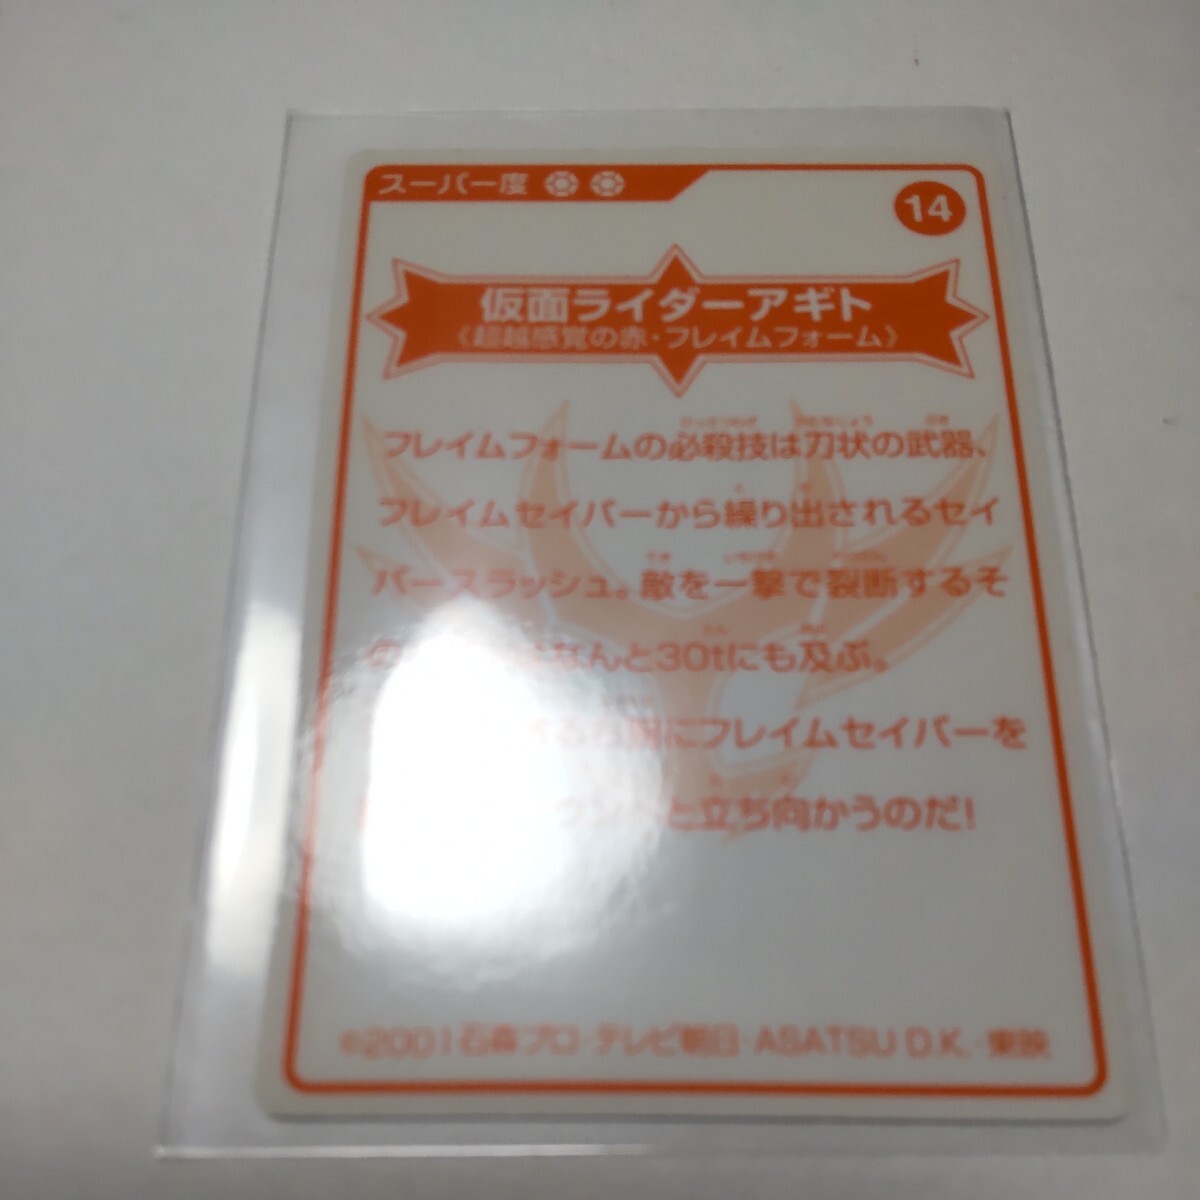 スーパー度
14
仮面ライダーアギト
《超越感覚の赤・フレイムフォーム》
フレイムフォームの必殺技は刀状の武器、
フレイムセイバーから繰り出されるセイ
バースラッシュ。敵を一撃で裂断するそ
の なんと30tにも及ぶ。
にフレイムセイバーを
と立ち向かうのだ!
©2001 石森プロ・テレビ朝日・ASATSU D.K.・東映